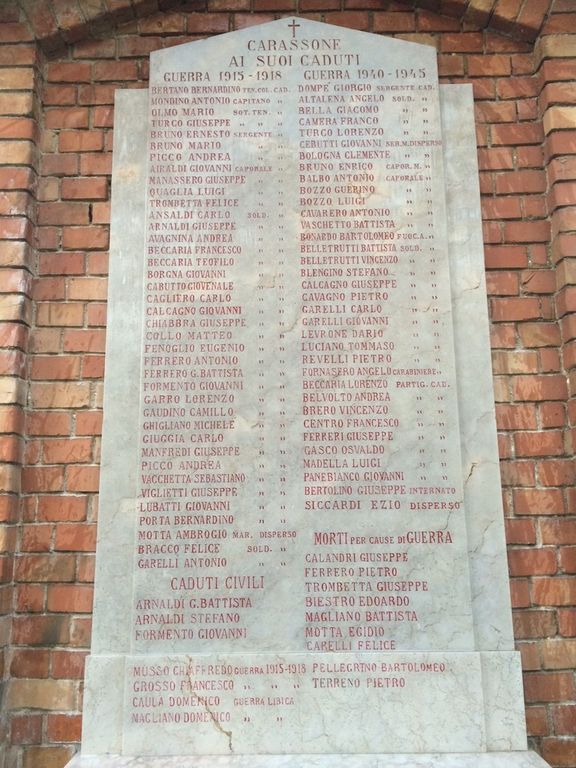 CARASSONE
AI SUOI CADUTI
GUERRA 1915-1918
BERTANO BERNARDINO TEN.COL. CAD.
MONDINO ANTONIO CAPITANO "
OLMO MARIO SOT.TEN. "
TURCO GIUSEPPE " " "
BRUNO ERNESTO SERGENTE "
BRUNO MARIO " "
PICCO ANDREA " "
AIRALDI GIOVANNI CAPORALE "
MANASSERO GIUSEPPE " "
QUAGLIA LUIGI " "
TROMBETTA FELICE " "
ANSALDI CARLO SOLD. "
ARNALDI GIUSEPPE " "
AVAGNINA ANDREA " "
BECCARIA FRANCESCO " "
BECCARIA TEOFILO " "
BORGNA GIOVANNI " "
CABUTTO GIOVENALE " "
CAGLIERO CARLO " "
CALCAGNO GIOVANNI " "
CHIABBRA GIUSEPPE " "
COLLO MATTEO " "
FENOGLIO EUGENIO " "
FERRERO ANTONIO " "
FERRERO G. BATTISTA " "
FORMENTO GIOVANNI " "
GARRO LORENZO " "
GAUDINO CAMILLO " "
GHIGLIANO MICHELE " "
GIUGGIA CARLO " "
MANFREDI GIUSEPPE " "
PICCO ANDREA " "
VACCHETTA SEBASTIANO " "
VIGLIETTI GIUSEPPE " "
LUBATTI GIOVANNI " "
PORTA BERNARDINO " "
MOTTA AMBROGIO MAR. DISPERSO
BRACCO FELICE SOLD. "
GARELLI ANTONIO " "
CADUTI CIVILI
ARNALDI G.BATTISTA
ARNALDO STEFANO
FORMENTO GIOVANNI
GUERRA 1940-1945
DOMPE' GIORGIO SERGENTE CAD.
ALTALENA ANGELO SOLD. "
BELLA GIACOMO " "
CAMERA FRANCO " "
TURCO LORENZO " "
CEBUTTI GIOVANNI SER.M. DISPERSO
BOLOGNA CLEMENTE " "
BRUNO ENRICO CAPOR.M. "
BALBO ANTONIO CAPORALE "
BOZZO GUERINO " "
BOZZO LUIGI " "
CAVARERO ANTONIO " "
VASCHETTO BATTISTA " "
BONARDO BARTOLOMEO FUOC.A. "
BELLETRUTTI BATTISTA SOLD. "
BELLETRUTTI VINCENZO " "
BLENGINO STEFANO " "
CALCAGNO GIUSEPPE " "
CAVAGNO PIETRO " "
GARELLI CARLO " "
GARELLI GIOVANNI " "
LEVRONE DARIO " "
LUCIANO TOMMASO " "
REVELLI PIETRO " "
FORNASERO ANGELO CARABINIERE "
BECCARIA LORENZO PARTIG. CAD.
BELVOLTO ANDREA " "
BRERO VINCENZO " "
CENTRO FRANCESCO " "
FERRERI GIUSEPPE " "
GASCO OSVALDO " "
MADELLA LUIGI " "
PANEBIANCO GIOVANNI " "
BERTOLINO GIUSEPPE INTERNATO
SICCARDI EZIO DISPERSO
MORTI PER CAUSE DI GUERRA
CALANDRI GIUSEPPE
FERRERO PIETRO
TROMBETTA GIUSEPPE
BIESTRO EDOARDO
MAGLIANO BATTISTA
MOTTA EGIDIO
CARELLI FELICE
MUSSO CHIAFFREDO GUERRA 1915-1918
GROSSO FRANCESCO " " "
CAULA DOMENICO GUERRA LIBICA
MAGLIANO DOMENICO " "
PELLEGRINO BARTOLOMEO
TERRENO PIETRO